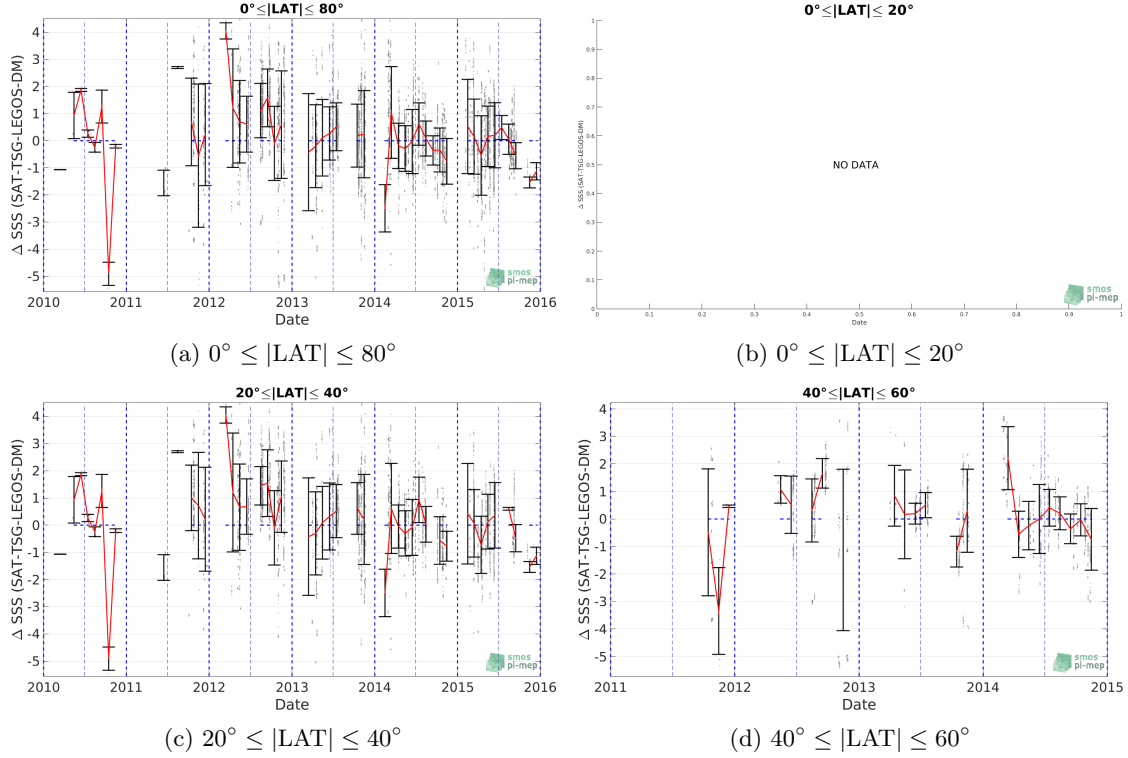 0°≤|LAT|≤ 80°
Δ SSS (SAT-TSG-LEGOS-DM)
4
3
2
1
0
-1
-2
-3
-4
-5
2010
2011
2012
2013
2014
2015
2016
Date
smos
pi-mep
(a) 0° ≤ |LAT| ≤ 80°
0°≤|LAT|≤ 20°
Δ SSS (SAT-TSG-LEGOS-DM)
1
0.9
0.8
0.7
0.6
0.5
0.4
0.3
0.2
0.1
0
NO DATA
0
0.1
0.2
0.3
0.4
0.5
0.6
0.7
0.8
0.9
1
Date
smos
pi-mep
(b) 0° ≤ |LAT| ≤ 20°
20°≤|LAT|≤ 40°
Δ SSS (SAT-TSG-LEGOS-DM)
4
3
2
1
0
-1
-2
-3
-4
-5
2010
2011
2012
2013
2014
2015
2016
Date
smos
pi-mep
(c) 20° ≤ |LAT| ≤ 40°
40°≤|LAT|≤ 60°
Δ SSS (SAT-TSG-LEGOS-DM)
4
3
2
1
0
-1
-2
-3
-4
-5
2011
2012
2013
2014
2015
Date
smos
pi-mep
(d) 40° ≤ |LAT| ≤ 60°